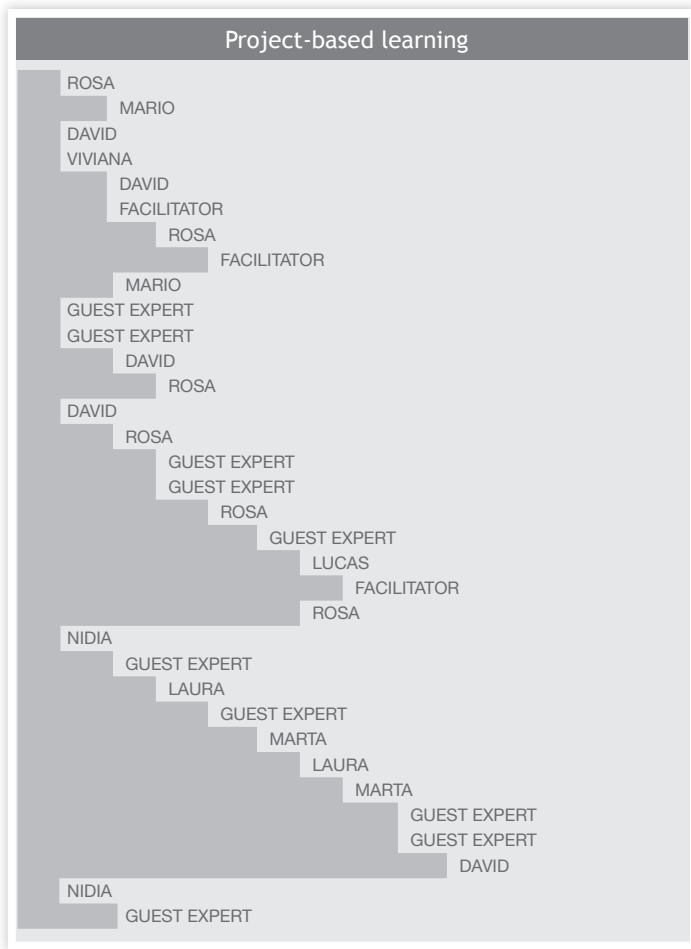 Project-based learning
ROSA
MARIO
DAVID
VIVIANA
DAVID
FACILITATOR
ROSA
FACILITATOR
MARIO
GUEST EXPERT
GUEST EXPERT
DAVID
ROSA
DAVID
ROSA
GUEST EXPERT
GUEST EXPERT
ROSA
GUEST EXPERT
LUCAS
FACILITATOR
ROSA
NIDIA
GUEST EXPERT
LAURA
GUEST EXPERT
MARTA
LAURA
MARTA
GUEST EXPERT
GUEST EXPERT
DAVID
NIDIA
GUEST EXPERT